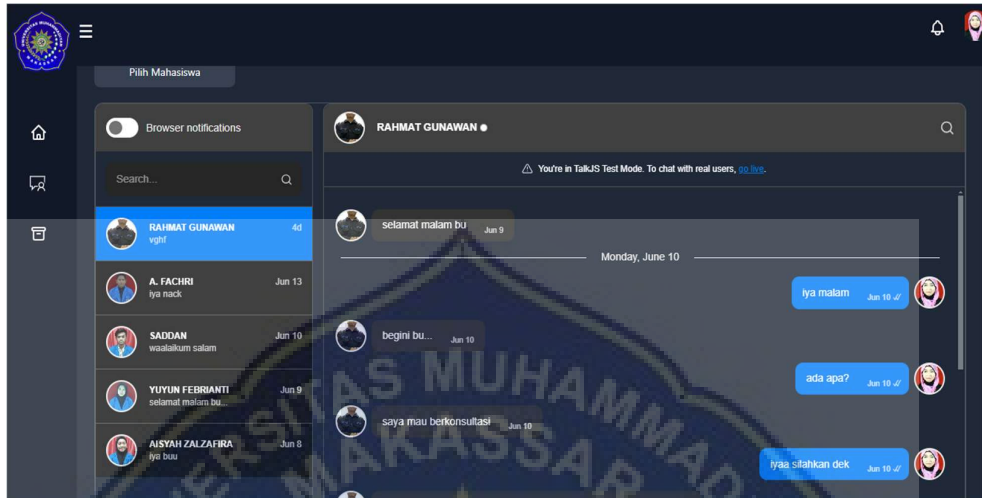 Pilih Mahasiswa
Browser notifications
Search...
RAHMAT GUNAWAN 4d
vghf
A. FACHRI Jun 13
iya nack
SADDAN Jun 10
waalaikum salam
YUYUN FEBRIANTI Jun 9
selamat malam bu...
AISYAH ZALZAFIRA Jun 8
iya buu
RAHMAT GUNAWAN
You're in TalkJS Test Mode. To chat with real users, go live.
selamat malam bu Jun 9
Monday, June 10
iya malam Jun 10
begini bu... Jun 10
ada apa? Jun 10
saya mau berkonsultasi Jun 10
iyaa silahkan dek Jun 10
MUHAMMAD
MAKASSAR